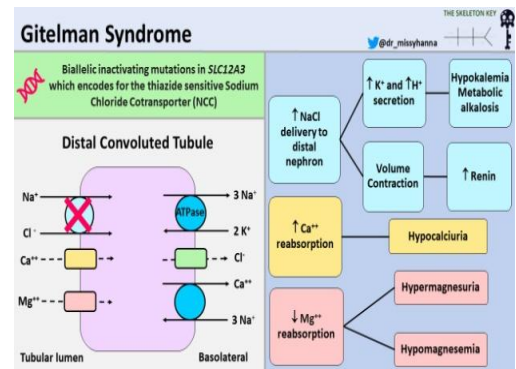 Gitelman Syndrome
@dr_missyhanna
THE SKELETON KEY
Biallelic inactivating mutations in SLC12A3
which encodes for the thiazide sensitive Sodium
Chloride Cotransporter (NCC)
Distal Convoluted Tubule
Na⁺
Cl⁻
Ca⁺⁺
Mg⁺⁺
ATPase
3 Na⁺
2 K⁺
Cl⁻
Ca⁺⁺
3 Na⁺
Tubular lumen
Basolateral
↑ NaCl
delivery to
distal
nephron
↑ K⁺ and ↑H⁺
secretion
Hypokalemia
Metabolic
alkalosis
Volume
Contraction
↑ Renin
↑ Ca⁺⁺
reabsorption
Hypocalciuria
↓ Mg⁺⁺
reabsorption
Hypermagnesuria
Hypomagnesemia